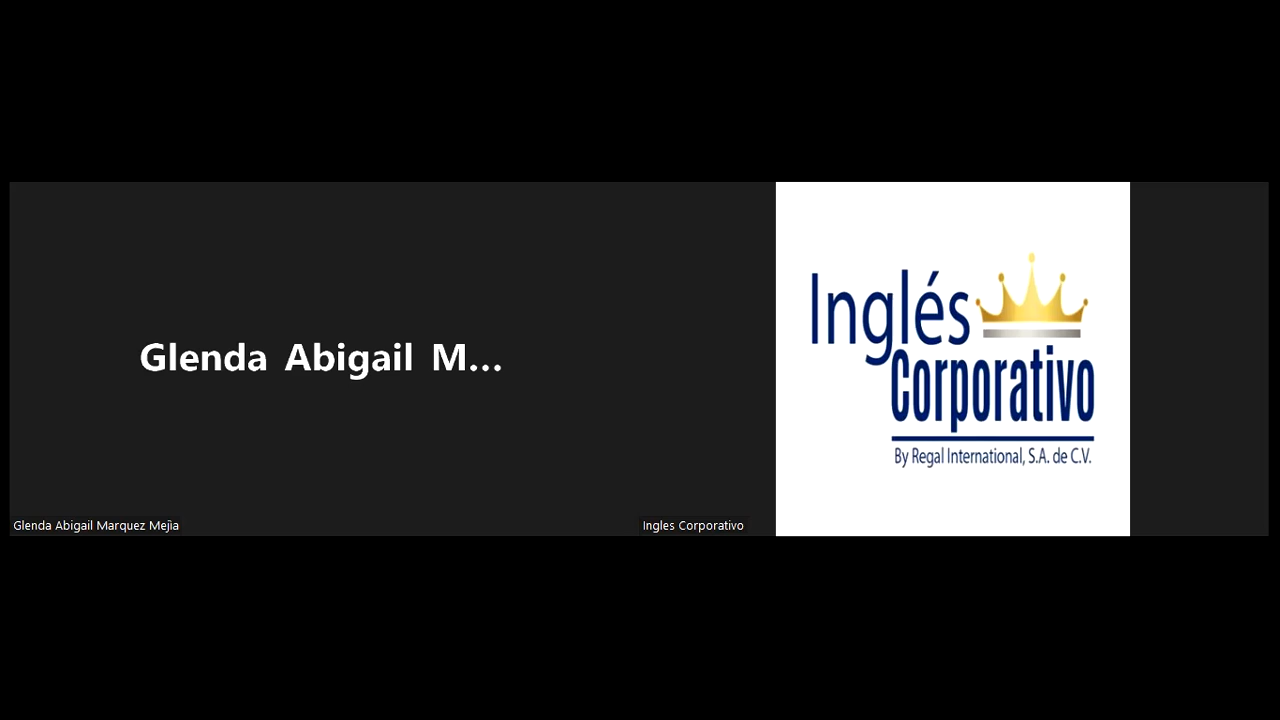 Glenda Abigail M...
Glenda Abigail Marquez Mejia
Ingles Corporativo
Inglés
Corporativo
By Regal International, S.A. de C.V.